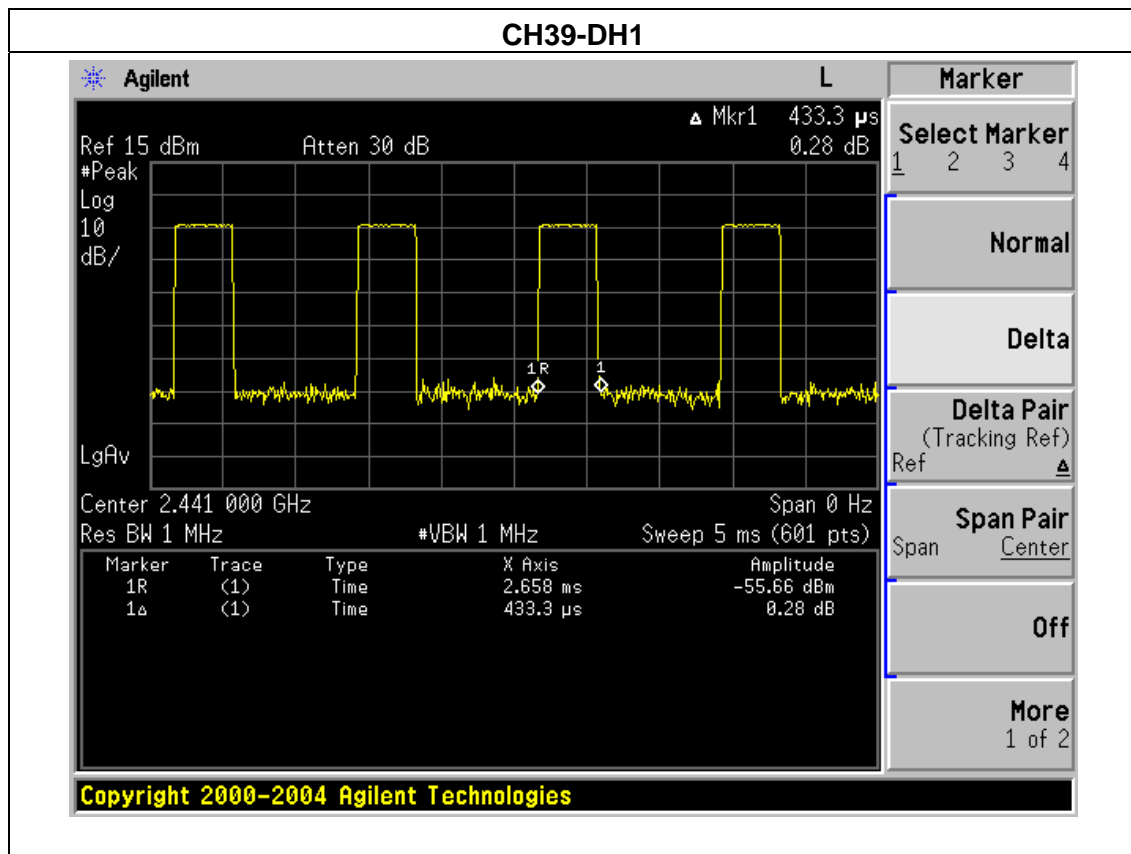 CH39-DH1
Agilent L
Δ Mkr1 433.3 µs
Ref 15 dBm Atten 30 dB 0.28 dB
#Peak
Log
10
dB/
1R 1
LgAv
Center 2.441 000 GHz Span 0 Hz
Res BW 1 MHz #VBW 1 MHz Sweep 5 ms (601 pts)
Marker Trace Type X Axis Amplitude
1R (1) Time 2.658 ms -55.66 dBm
1Δ (1) Time 433.3 µs 0.28 dB
Marker
Select Marker
1 2 3 4
Normal
Delta
Delta Pair
(Tracking Ref)
Ref Δ
Span Pair
Span Center
Off
More
1 of 2
Copyright 2000-2004 Agilent Technologies